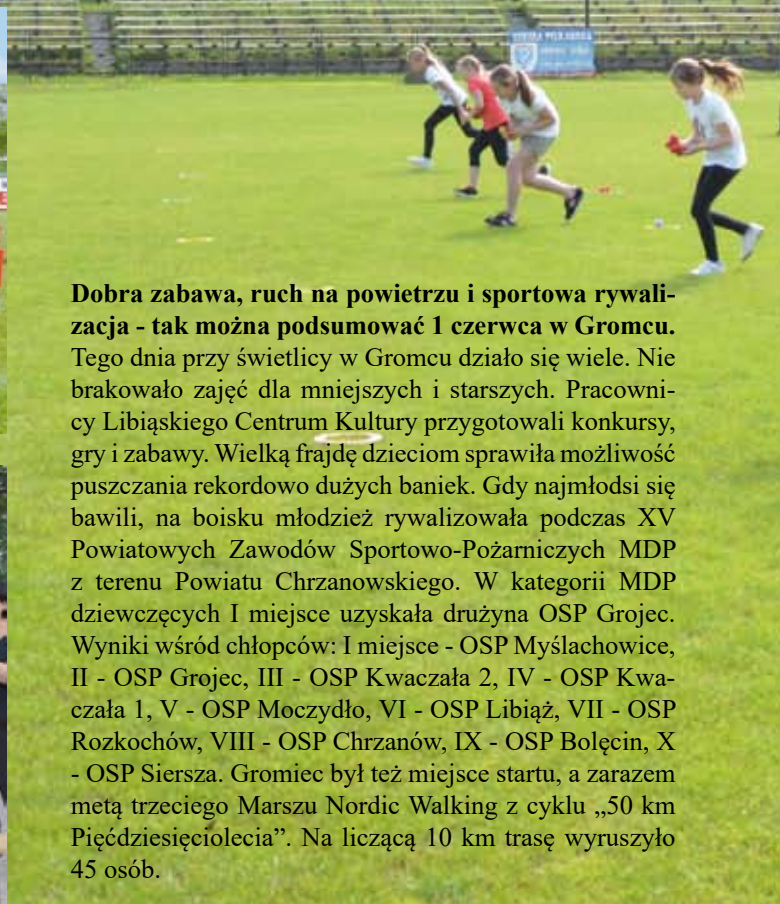 Dobra zabawa, ruch na powietrzu i sportowa rywali-
zacja - tak można podsumować 1 czerwca w Gromcu.
Tego dnia przy świetlicy w Gromcu działo się wiele. Nie
brakowało zajęć dla mniejszych i starszych. Pracowni-
cy Libiąskiego Centrum Kultury przygotowali konkursy,
gry i zabawy. Wielką frajdę dzieciom sprawiła możliwość
puszczania rekordowo dużych baniek. Gdy najmłodsi się
bawili, na boisku młodzież rywalizowała podczas XV
Powiatowych Zawodów Sportowo-Pożarniczych MDP
z terenu Powiatu Chrzanowskiego. W kategorii MDP
dziewczęcych I miejsce uzyskała drużyna OSP Grojec.
Wyniki wśród chłopców: I miejsce - OSP Myślachowice,
II - OSP Grojec, III - OSP Kwaczała 2, IV - OSP Kwa-
czała 1, V - OSP Moczydło, VI - OSP Libiąż, VII - OSP
Rozkochów, VIII - OSP Chrzanów, IX - OSP Bolęcin, X
- OSP Siersza. Gromiec był też miejsce startu, a zarazem
metą trzeciego Marszu Nordic Walking z cyklu „50 km
Pięćdziesięciolecia”. Na liczącą 10 km trasę wyruszyło
45 osób.